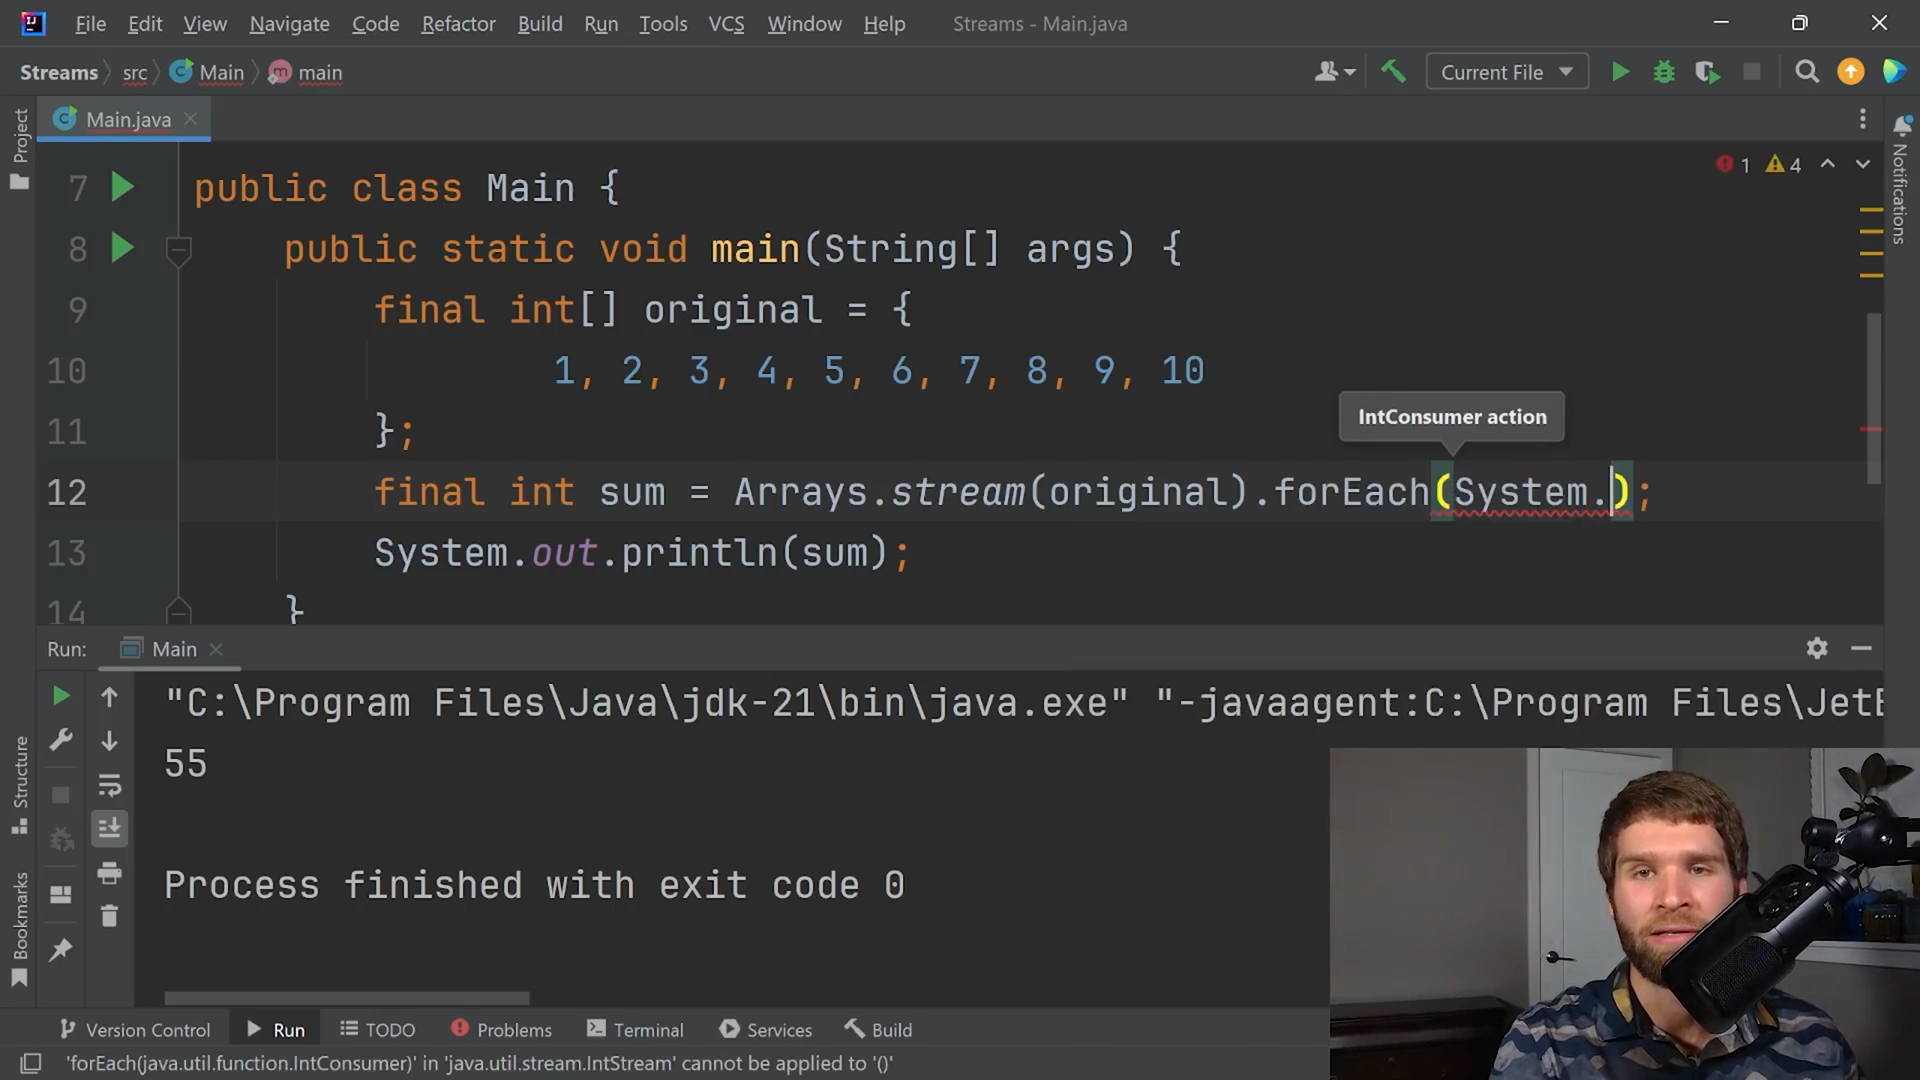 File Edit View Navigate Code Refactor Build Run Tools VCS Window Help Streams - Main.java
Streams src Main main Current File
Project
Main.java
Notifications
1 4
7 public class Main {
8 public static void main(String[] args) {
9 final int[] original = {
10 1, 2, 3, 4, 5, 6, 7, 8, 9, 10
11 };
IntConsumer action
12 final int sum = Arrays.stream(original).forEach(System.);
13 System.out.println(sum);
14 }
Run: Main
"C:\Program Files\Java\jdk-21\bin\java.exe" "-javaagent:C:\Program Files\JetB
55
Process finished with exit code 0
Structure
Bookmarks
Version Control Run TODO Problems Terminal Services Build
'forEach(java.util.function.IntConsumer)' in 'java.util.stream.IntStream' cannot be applied to '()'